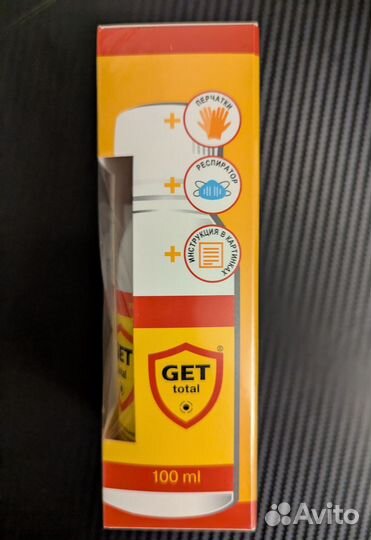 ПЕРЧАТКИ
РЕСПИРАТОР
ИНСТРУКЦИЯ В КАРТИНКАХ
GET ®
total
GET
total
100 ml
Avito